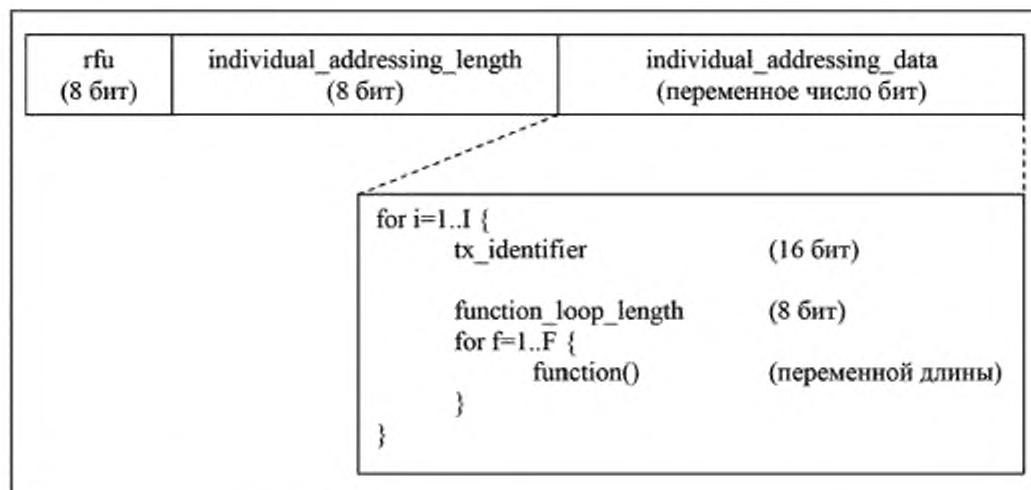 rfu individual_addressing_length individual_addressing_data
(8 бит) (8 бит) (переменное число бит)
for i=1..I {
tx_identifier (16 бит)
function_loop_length (8 бит)
for f=1..F {
function() (переменной длины)
}
}